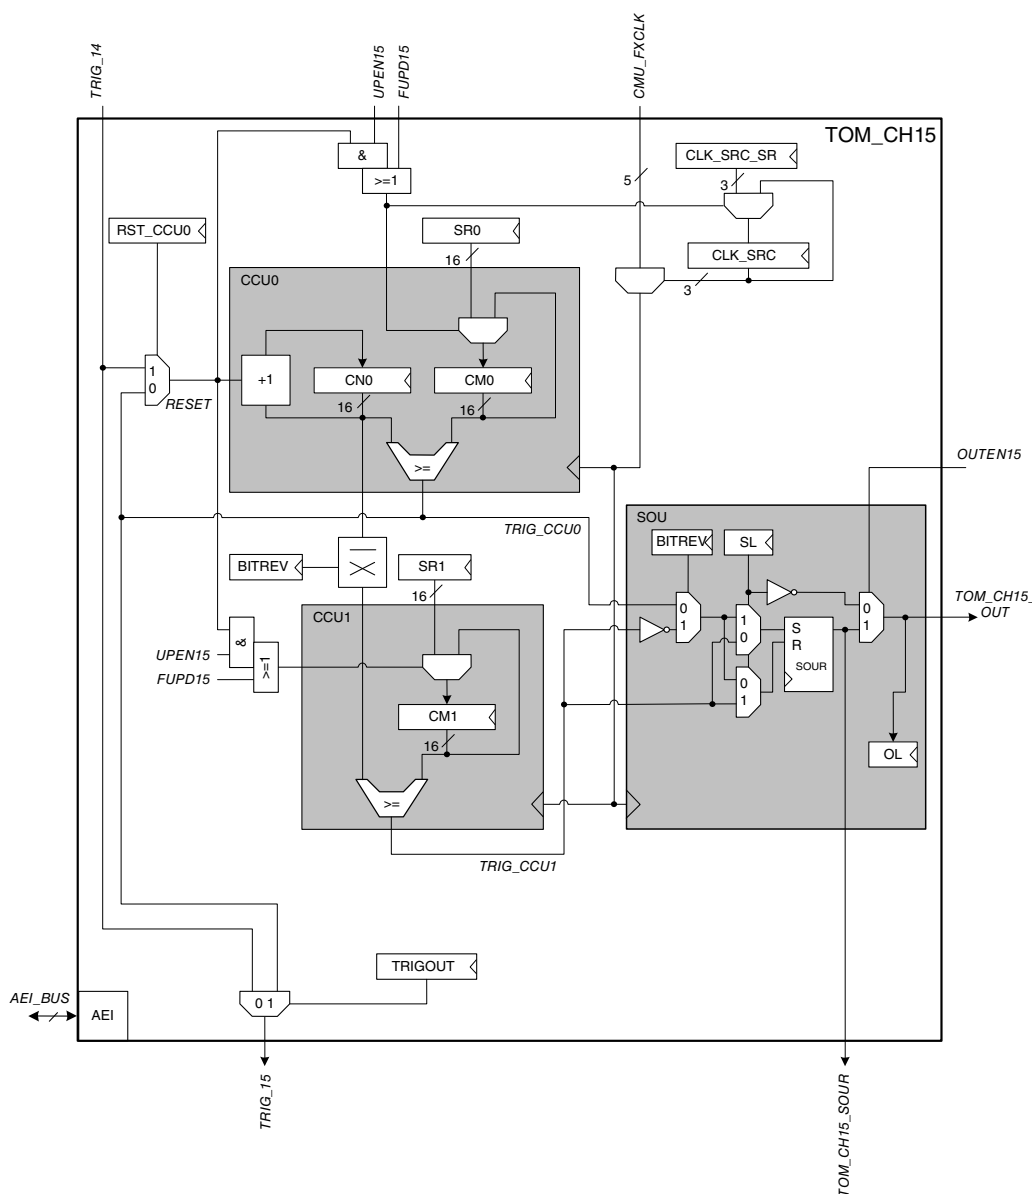 TRIG_14
UPEN15
FUPD15
CMU_FXCLK
TOM_CH15
&
>=1
5
CLK_SRC_SR
3
RST_CCU0
SR0
16
CLK_SRC
3
CCU0
1
0
RESET
+1
CN0
CM0
16
16
>=
OUTEN15
TRIG_CCU0
SOU
BITREV
SL
BITREV
SR1
16
TOM_CH15_
OUT
CCU1
0
1
1
0
S
R
SOUR
0
1
0
1
&
>=1
UPEN15
FUPD15
CM1
16
OL
>=
TRIG_CCU1
TRIGOUT
AEI_BUS
AEI
0 1
TRIG_15
TOM_CH15_SOUR